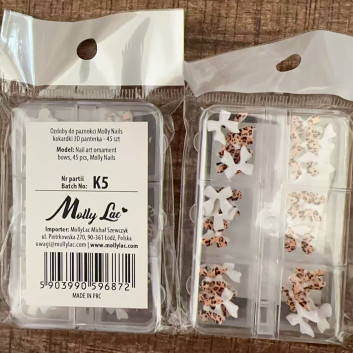 Ozdoby do paznokci Molly Nails
kokardki 3D panterka - 45 szt
Model: Nail art ornament
bows, 45 pcs, Molly Nails
Nr partii
Batch No: K5
Molly Lac
Importer: MollyLac Michał Szewczyk
ul. Piotrkowska 270, 90-361 Łódź, Polska
uwagi@mollylac.com | www.mollylac.com
5 903990 596872
MADE IN PRC